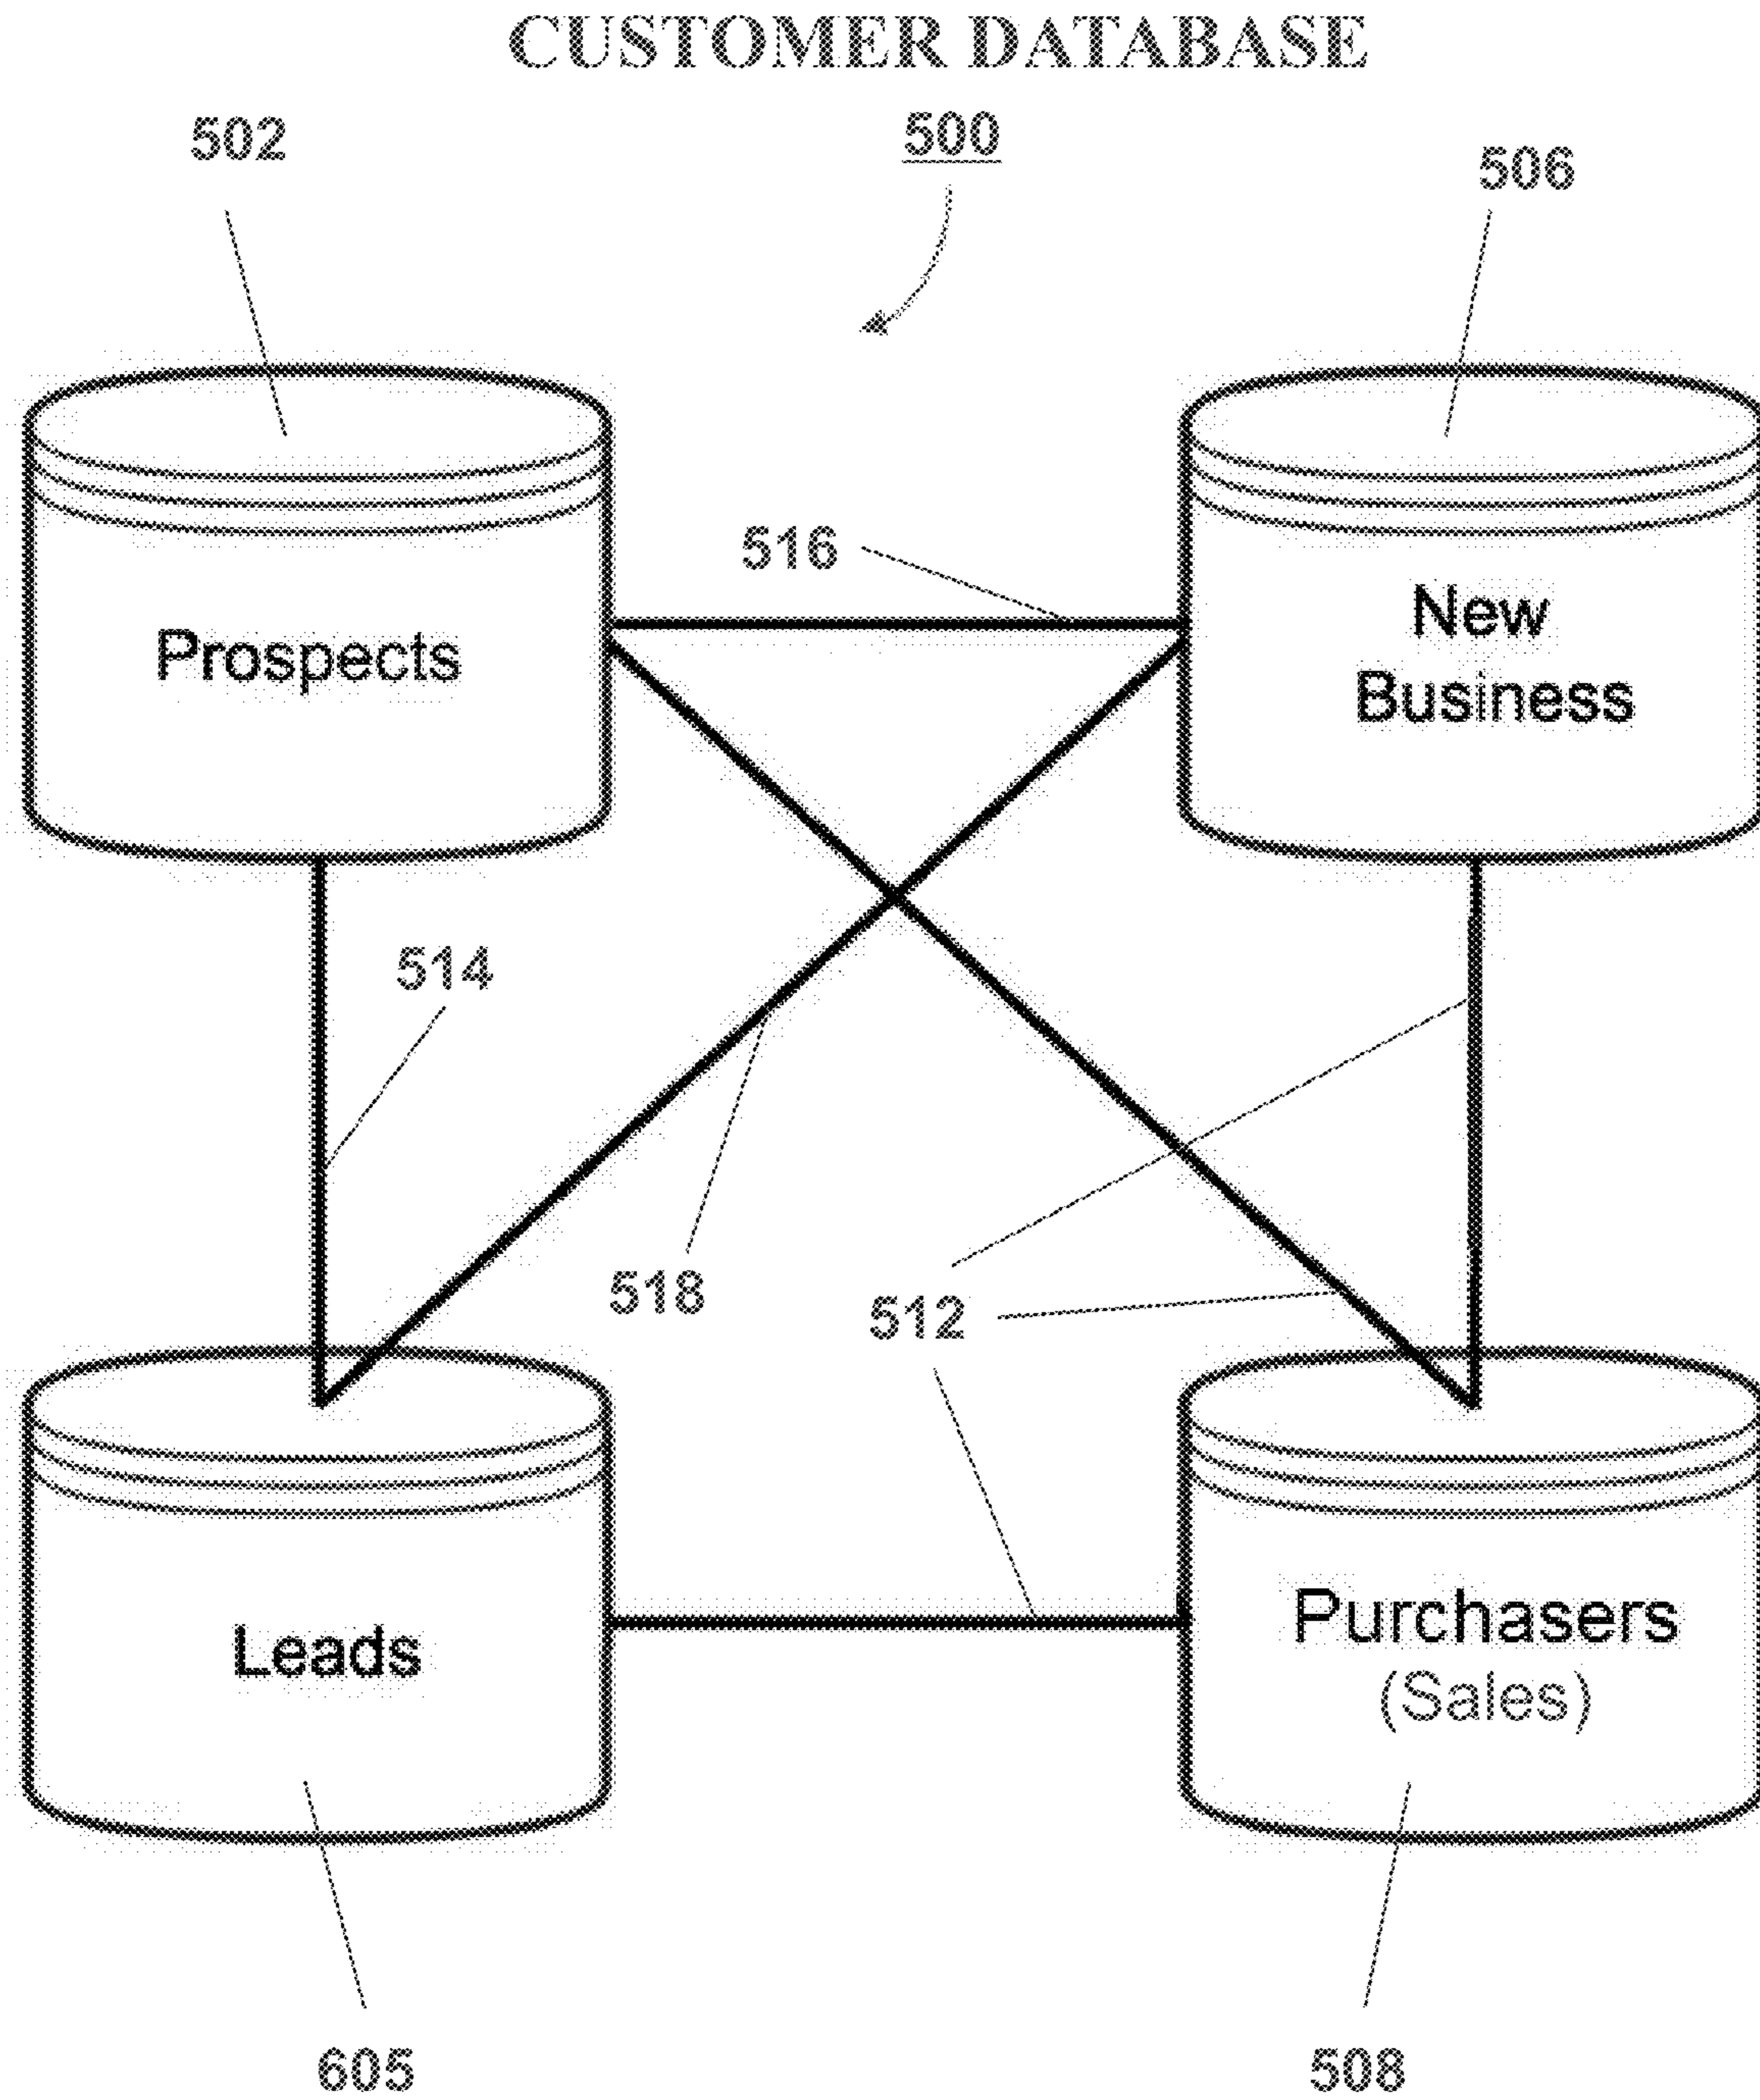 CUSTOMER DATABASE
502
500
506
516
Prospects
New
Business
514
518
512
Leads
Purchasers
(Sales)
605
508